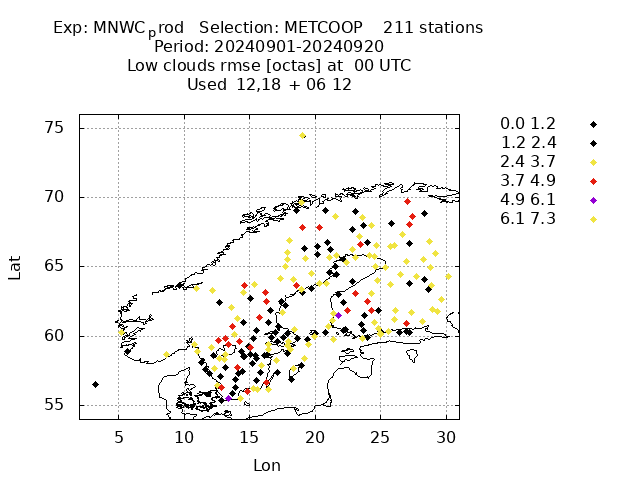 Exp: MNWCprod   Selection: METCOOP    211 stations
Period: 20240901-20240920
Low clouds rmse [octas] at  00 UTC
Used  12,18 + 06 12
0.0 1.2
1.2 2.4
2.4 3.7
3.7 4.9
4.9 6.1
6.1 7.3
75
70
65
60
55
Lat
5 10 15 20 25 30
Lon